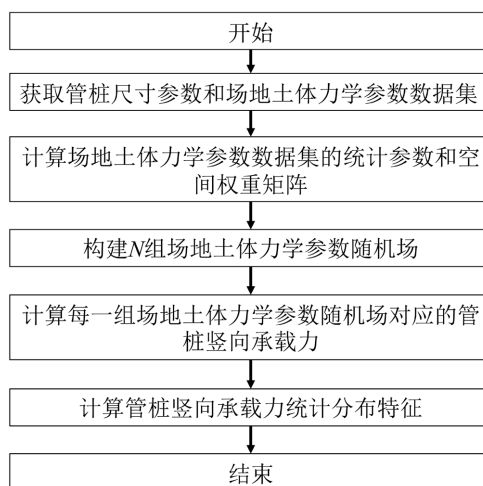 开始
获取管桩尺寸参数和场地土体力学参数数据集
计算场地土体力学参数数据集的统计参数和空
间权重矩阵
构建N组场地土体力学参数随机场
计算每一组场地土体力学参数随机场对应的管
桩竖向承载力
计算管桩竖向承载力统计分布特征
结束